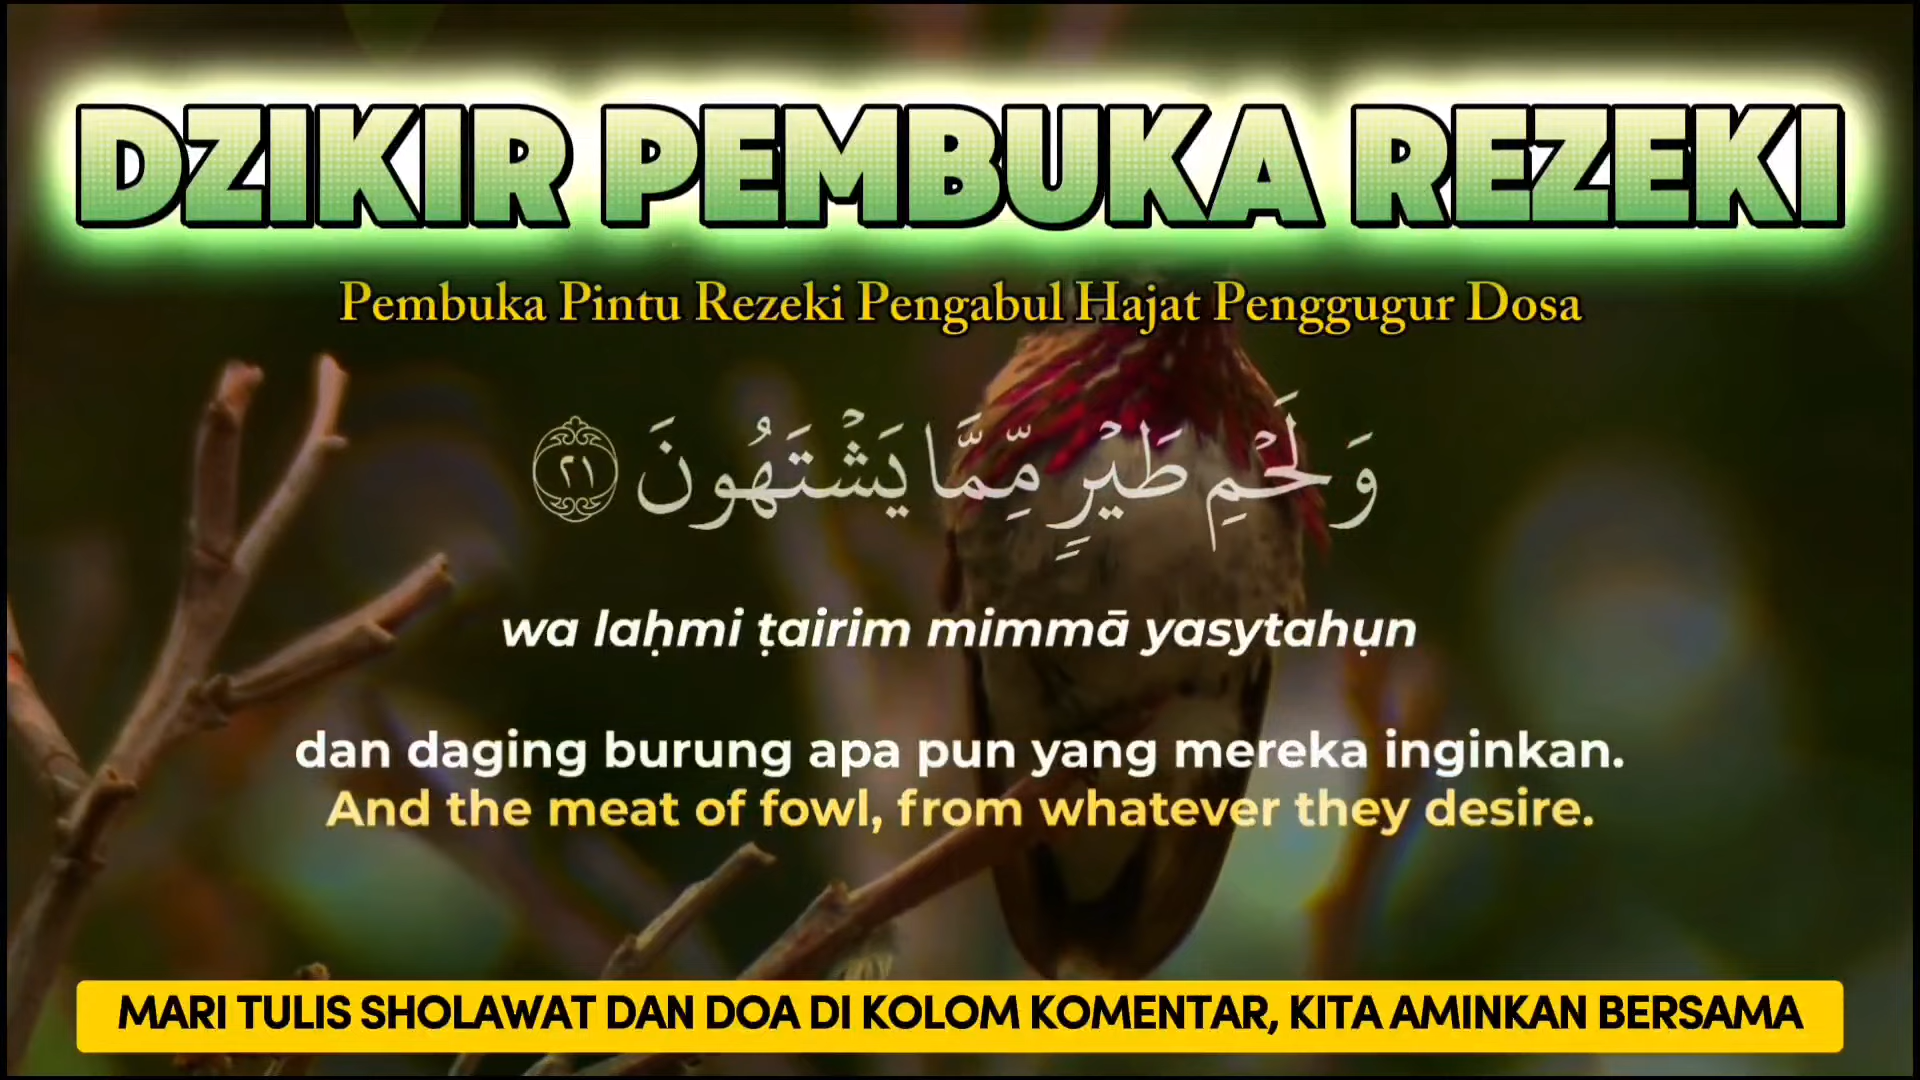 DZIKIR PEMBUKA REZEKI
Pembuka Pintu Rezeki Pengabul Hajat Penggugur Dosa
وَلَحْمِ طَيْرٍ مِّمَّا يَشْتَهُونَ ٢١
wa laḥmi ṭairim mimmā yasytahụn
dan daging burung apa pun yang mereka inginkan.
And the meat of fowl, from whatever they desire.
MARI TULIS SHOLAWAT DAN DOA DI KOLOM KOMENTAR, KITA AMINKAN BERSAMA